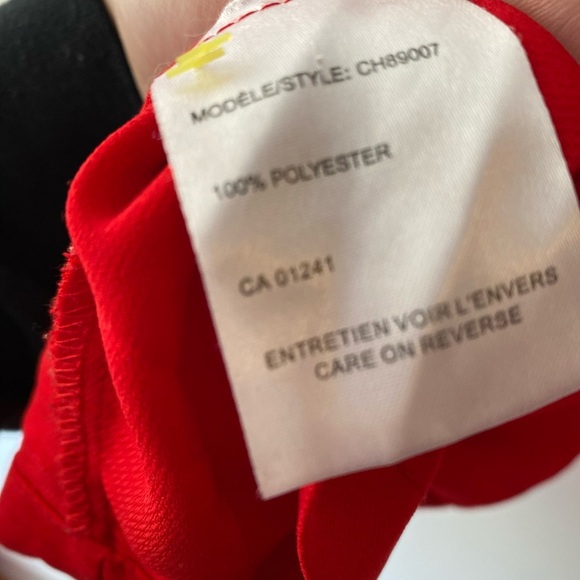 MODÈLE/STYLE: CH89007
100% POLYESTER
CA 01241
ENTRETIEN VOIR L'ENVERS
CARE ON REVERSE